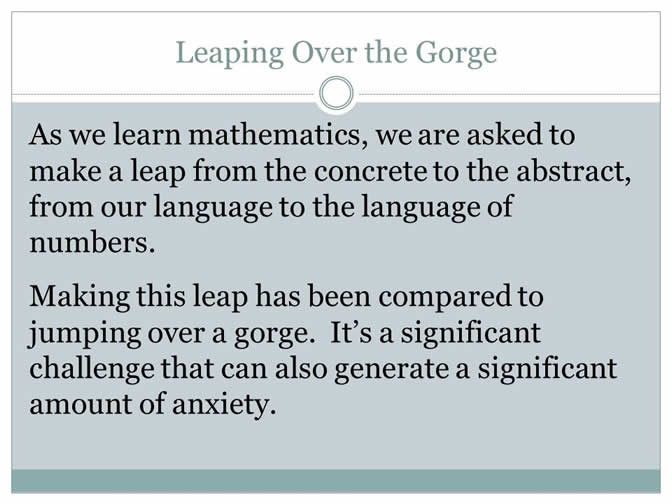 Leaping Over the Gorge
As we learn mathematics, we are asked to
make a leap from the concrete to the abstract,
from our language to the language of
numbers.
Making this leap has been compared to
jumping over a gorge.  It’s a significant
challenge that can also generate a significant
amount of anxiety.